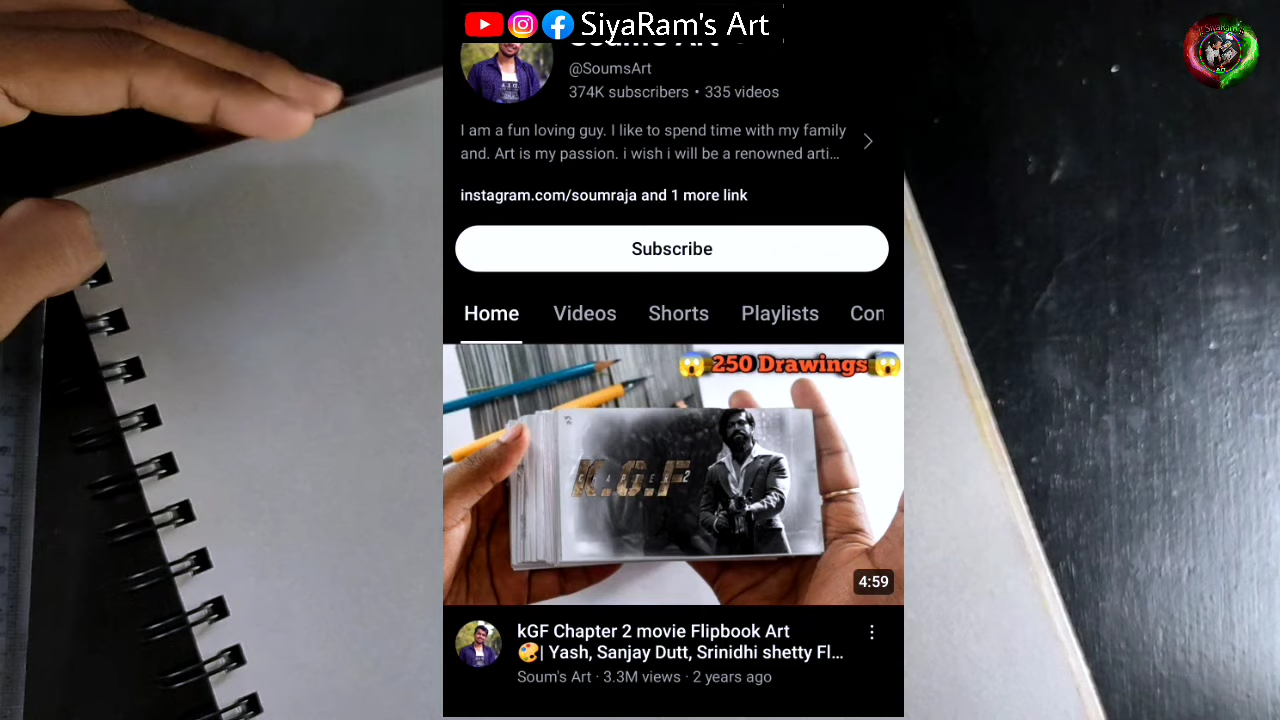 SiyaRam's Art
@SoumsArt
374K subscribers • 335 videos
I am a fun loving guy. I like to spend time with my family
and. Art is my passion. i wish i will be a renowned arti...
instagram.com/soumraja and 1 more link
Subscribe
Home Videos Shorts Playlists Con
😱 250 Drawings 😱
K.G.F 2
CHAPTER
4:59
kGF Chapter 2 movie Flipbook Art
🎨| Yash, Sanjay Dutt, Srinidhi shetty Fl...
Soum's Art · 3.3M views · 2 years ago